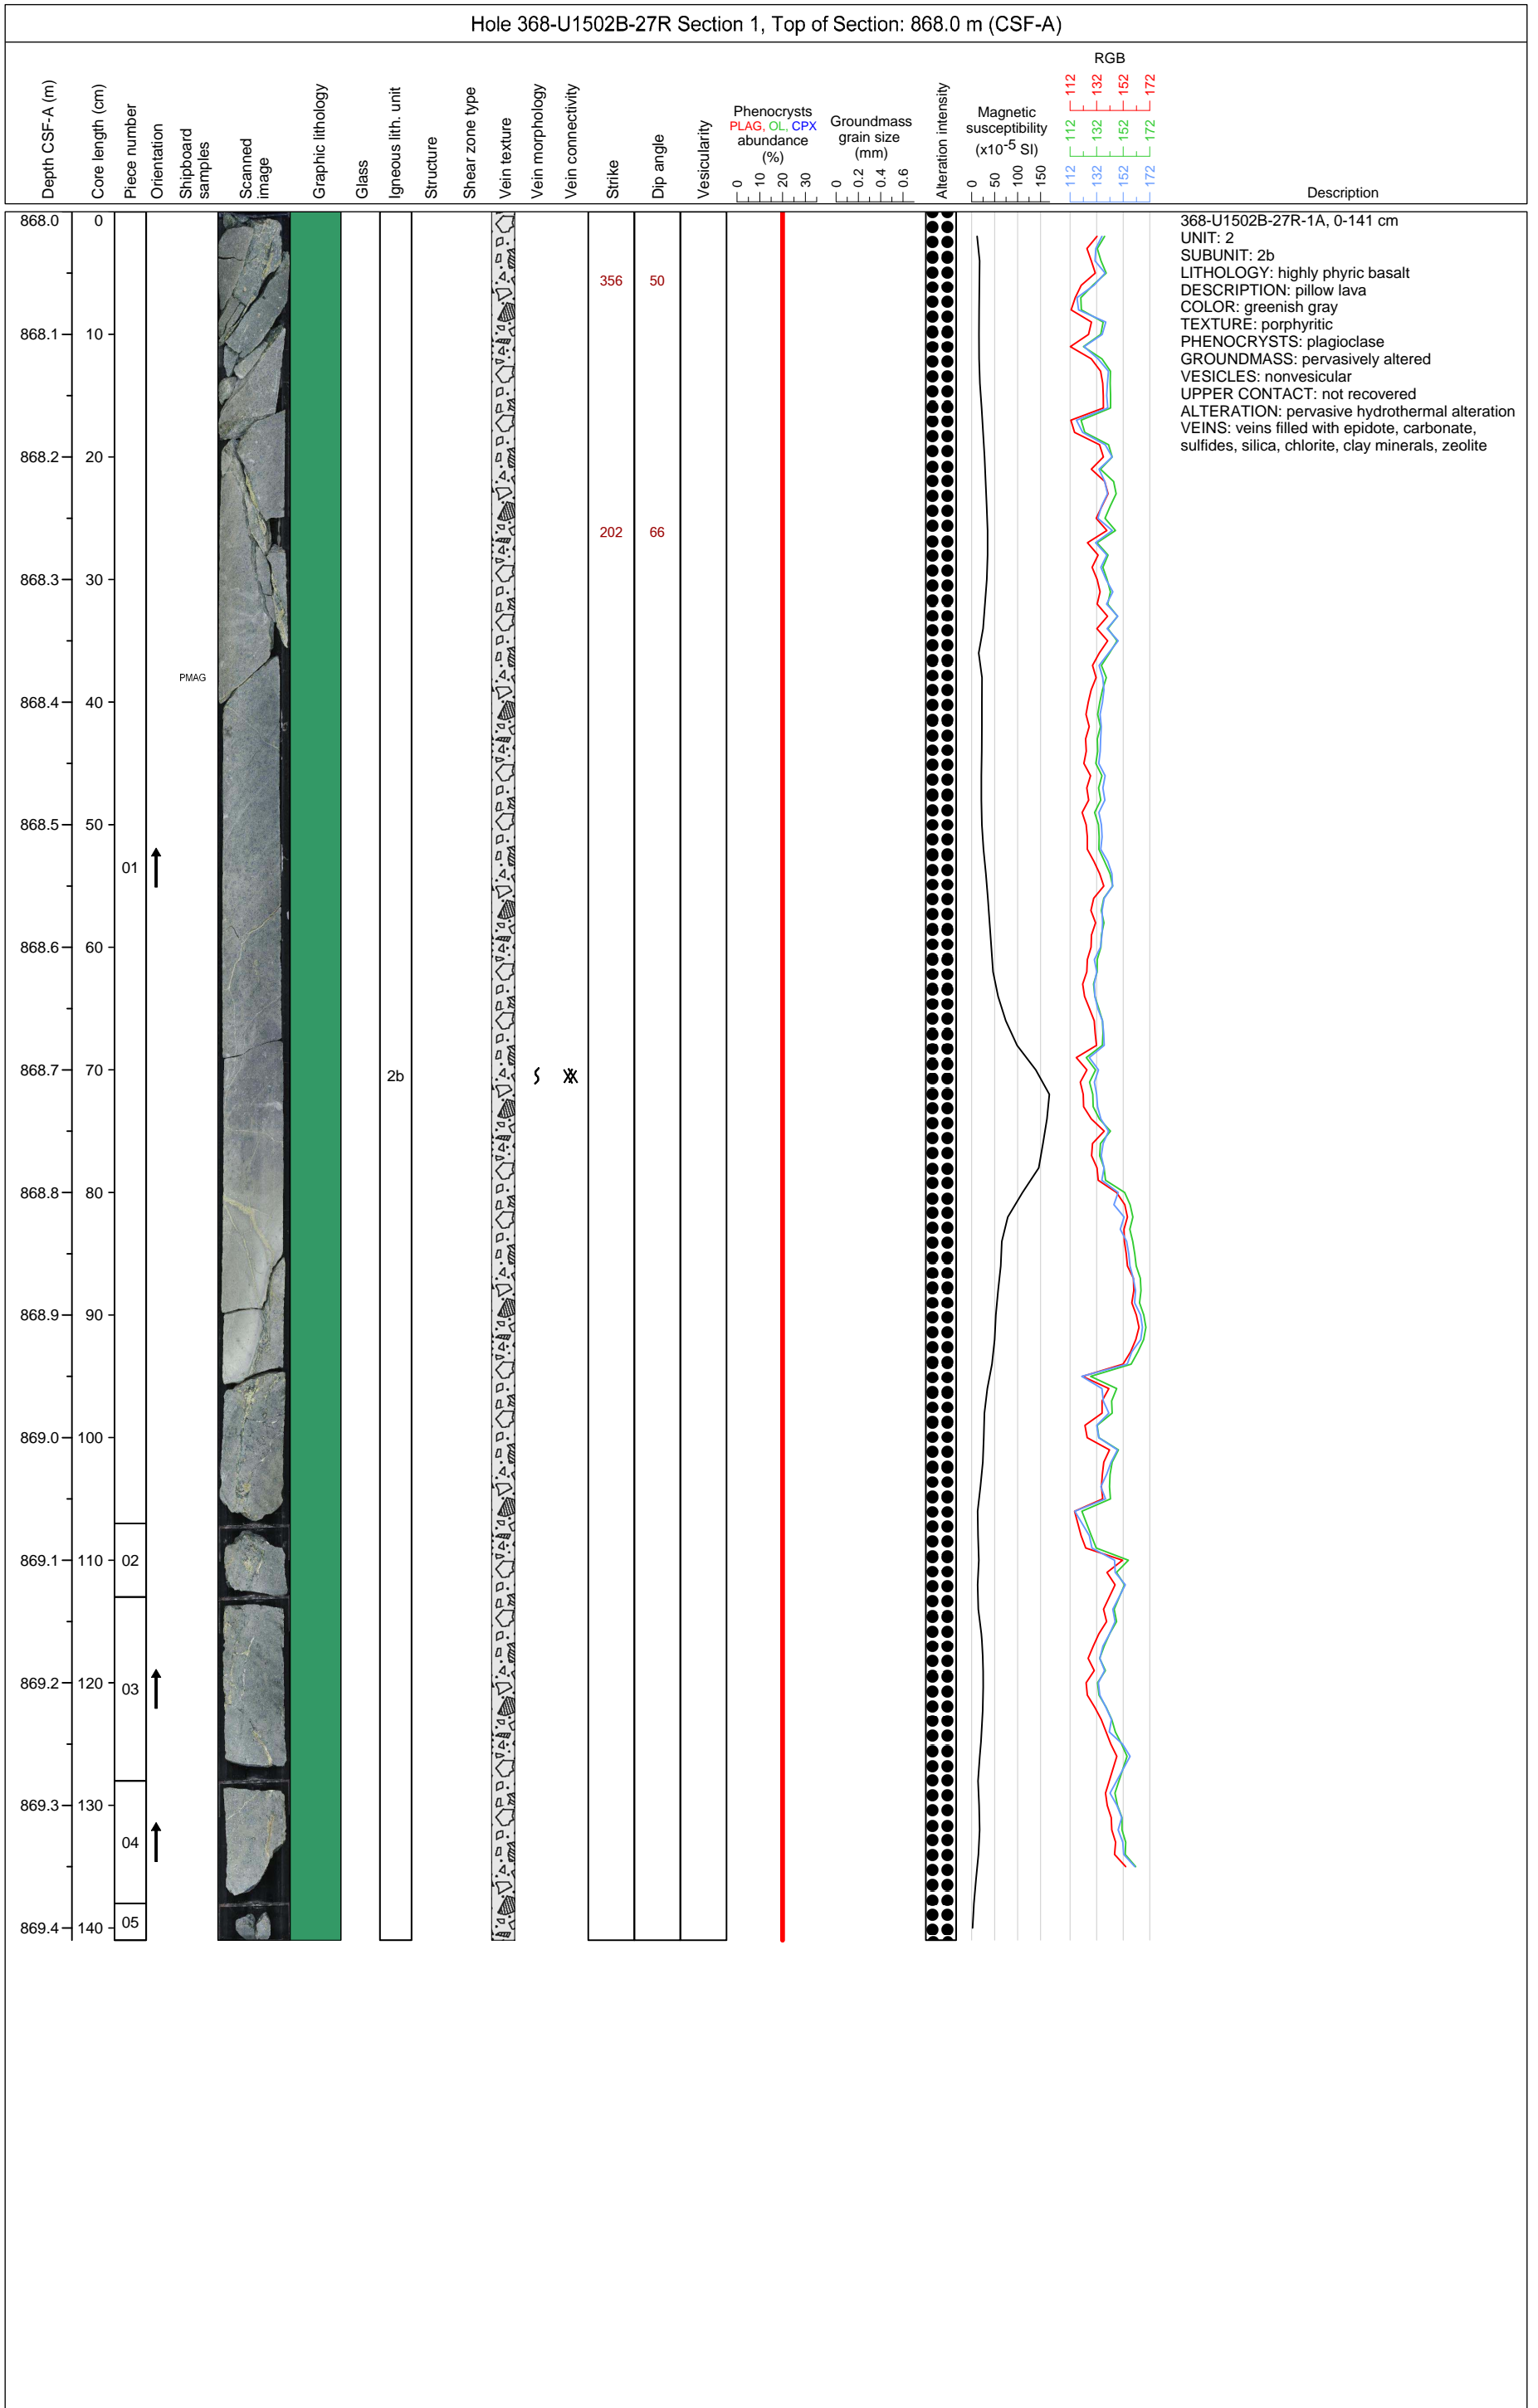 Hole 368-U1502B-27R Section 1, Top of Section: 868.0 m (CSF-A)
Depth CSF-A (m)
Core length (cm)
Piece number
Orientation
Shipboard
samples
Scanned
image
Graphic lithology
Glass
Igneous lith. unit
Structure
Shear zone type
Vein texture
Vein morphology
Vein connectivity
Strike
Dip angle
Vesicularity
Phenocrysts
PLAG, OL, CPX
abundance
(%)
0 10 20 30
Groundmass
grain size
(mm)
0 0.2 0.4 0.6
Alteration intensity
Magnetic
susceptibility
(x10-5 SI)
0 50 100 150
RGB
112 132 152 172
112 132 152 172
112 132 152 172
Description
868.0 0
868.1 10
868.2 20
868.3 30
868.4 40
868.5 50
868.6 60
868.7 70
868.8 80
868.9 90
869.0 100
869.1 110
869.2 120
869.3 130
869.4 140
01
02
03
04
05
PMAG
2b
356 50
202 66
368-U1502B-27R-1A, 0-141 cm
UNIT: 2
SUBUNIT: 2b
LITHOLOGY: highly phyric basalt
DESCRIPTION: pillow lava
COLOR: greenish gray
TEXTURE: porphyritic
PHENOCRYSTS: plagioclase
GROUNDMASS: pervasively altered
VESICLES: nonvesicular
UPPER CONTACT: not recovered
ALTERATION: pervasive hydrothermal alteration
VEINS: veins filled with epidote, carbonate,
sulfides, silica, chlorite, clay minerals, zeolite